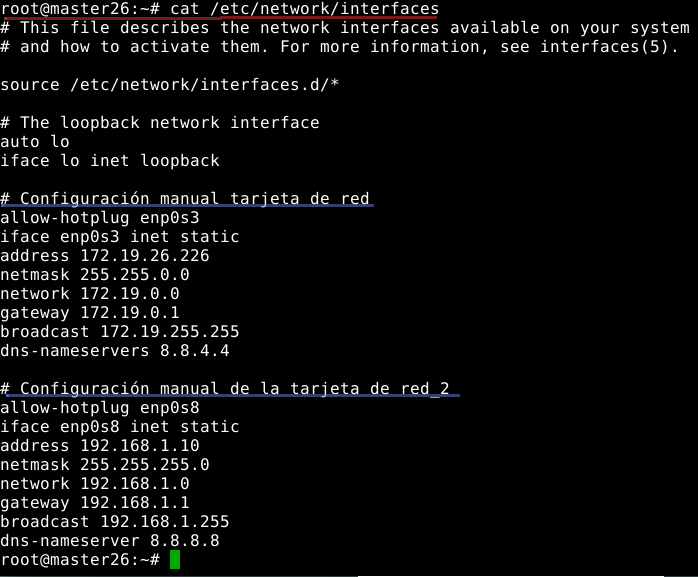 root@master26:~# cat /etc/network/interfaces
# This file describes the network interfaces available on your system
# and how to activate them. For more information, see interfaces(5).
source /etc/network/interfaces.d/*
# The loopback network interface
auto lo
iface lo inet loopback
# Configuración manual tarjeta de red
allow-hotplug enp0s3
iface enp0s3 inet static
address 172.19.26.226
netmask 255.255.0.0
network 172.19.0.0
gateway 172.19.0.1
broadcast 172.19.255.255
dns-nameservers 8.8.4.4
# Configuración manual de la tarjeta de red_2
allow-hotplug enp0s8
iface enp0s8 inet static
address 192.168.1.10
netmask 255.255.255.0
network 192.168.1.0
gateway 192.168.1.1
broadcast 192.168.1.255
dns-nameserver 8.8.8.8
root@master26:~#